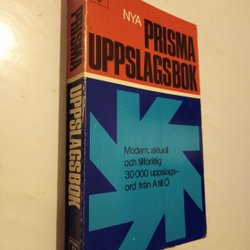 NYA
PRISMA
UPPSLAGSBOK
Modern, aktuell
och tillförlitlig
30 000 uppslags-
ord från A till Ö
PRISMA
UPPSLAGSBOK